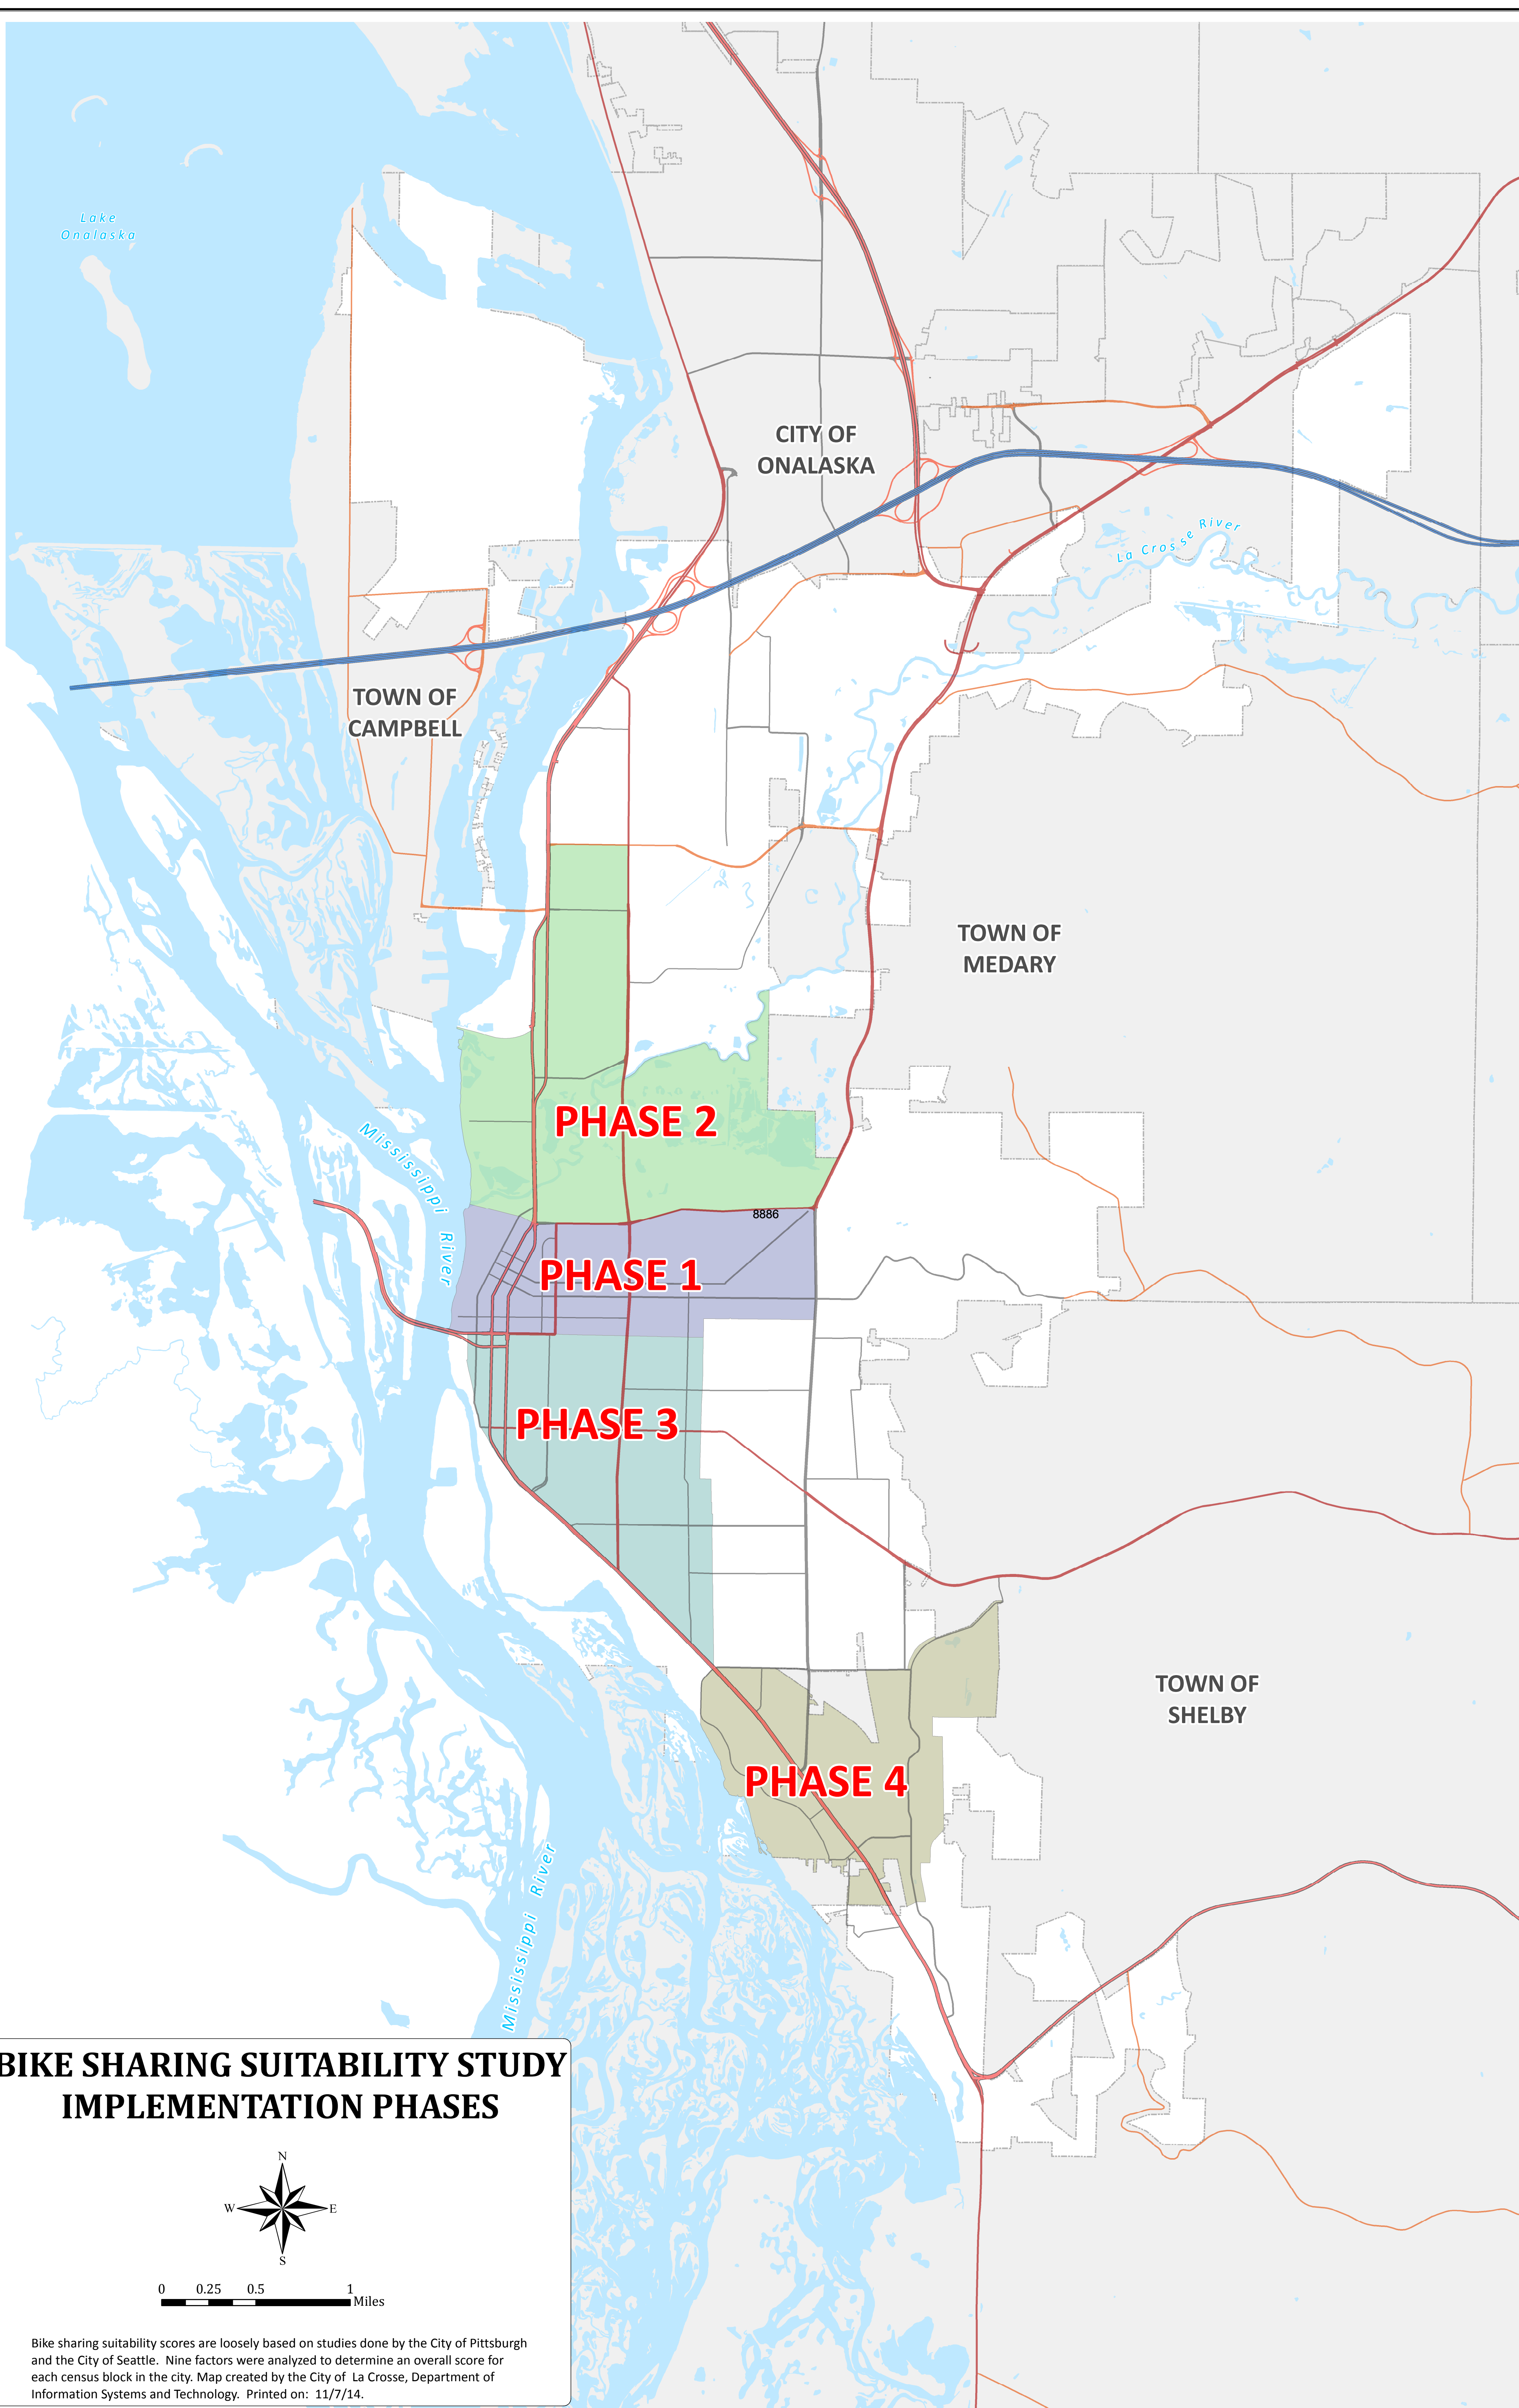 Lake
Onalaska
CITY OF
ONALASKA
La Crosse River
TOWN OF
CAMPBELL
TOWN OF
MEDARY
PHASE 2
Mississippi River
8886
PHASE 1
PHASE 3
TOWN OF
SHELBY
PHASE 4
Mississippi River
BIKE SHARING SUITABILITY STUDY
IMPLEMENTATION PHASES
N
W
E
S
0 0.25 0.5 1
Miles
Bike sharing suitability scores are loosely based on studies done by the City of Pittsburgh
and the City of Seattle. Nine factors were analyzed to determine an overall score for
each census block in the city. Map created by the City of La Crosse, Department of
Information Systems and Technology. Printed on: 11/7/14.